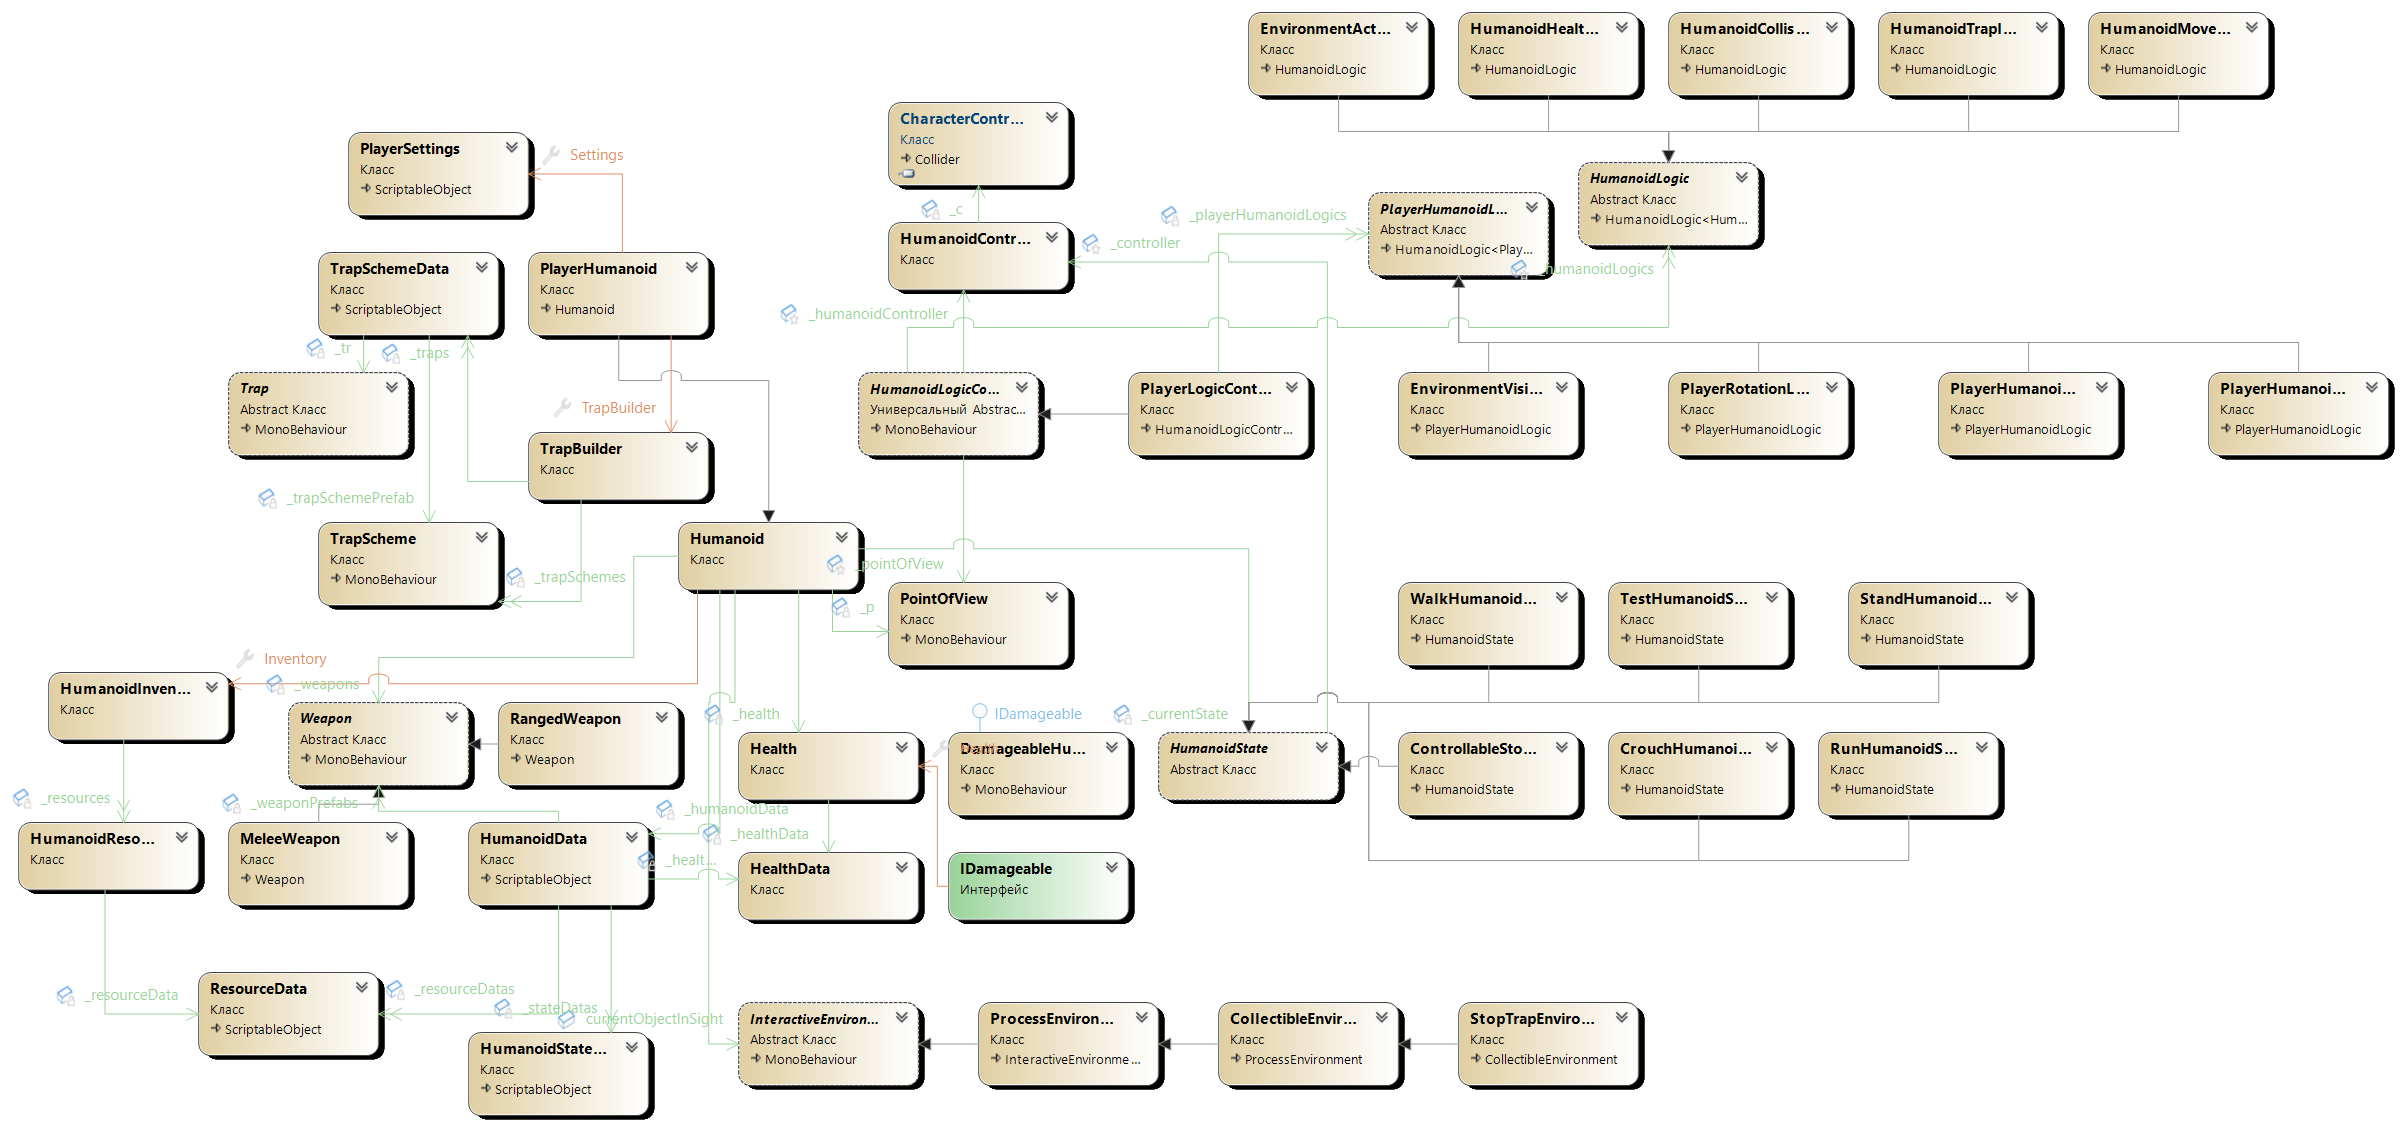 EnvironmentAct...
Класс
HumanoidLogic
HumanoidHealt...
Класс
HumanoidLogic
HumanoidCollis...
Класс
HumanoidLogic
HumanoidTrapI...
Класс
HumanoidLogic
HumanoidMove...
Класс
HumanoidLogic
CharacterContr...
Класс
Collider
PlayerSettings
Класс
ScriptableObject
Settings
HumanoidLogic
Abstract Класс
HumanoidLogic<Hum...
_c
_playerHumanoidLogics
PlayerHumanoidL...
Abstract Класс
HumanoidLogic<Play...
HumanoidContr...
Класс
_controller
_humanoidLogics
TrapSchemeData
Класс
ScriptableObject
PlayerHumanoid
Класс
Humanoid
_humanoidController
_tr
_traps
Trap
Abstract Класс
MonoBehaviour
TrapBuilder
HumanoidLogicCo...
Универсальный Abstrac...
MonoBehaviour
PlayerLogicCont...
Класс
HumanoidLogicContr...
EnvironmentVisi...
Класс
PlayerHumanoidLogic
PlayerRotationL...
Класс
PlayerHumanoidLogic
PlayerHumanoi...
Класс
PlayerHumanoidLogic
PlayerHumanoi...
Класс
PlayerHumanoidLogic
TrapBuilder
Класс
_trapSchemePrefab
TrapScheme
Класс
MonoBehaviour
_trapSchemes
Humanoid
Класс
_pointOfView
_p
PointOfView
Класс
MonoBehaviour
WalkHumanoid...
Класс
HumanoidState
TestHumanoidS...
Класс
HumanoidState
StandHumanoid...
Класс
HumanoidState
Inventory
_weapons
HumanoidInven...
Класс
Weapon
Abstract Класс
MonoBehaviour
RangedWeapon
Класс
Weapon
_health
Health
Класс
IDamageable
DamageableHu...
Класс
MonoBehaviour
_currentState
HumanoidState
Abstract Класс
ControllableSto...
Класс
HumanoidState
CrouchHumanoi...
Класс
HumanoidState
RunHumanoidS...
Класс
HumanoidState
_resources
_weaponPrefabs
_humanoidData
_healthData
_healt...
HumanoidReso...
Класс
MeleeWeapon
Класс
Weapon
HumanoidData
Класс
ScriptableObject
HealthData
Класс
IDamageable
Интерфейс
_resourceData
ResourceData
Класс
ScriptableObject
_resourceDatas
_stateDatas
currentObjectInSight
HumanoidState...
Класс
ScriptableObject
InteractiveEnviron...
Abstract Класс
MonoBehaviour
ProcessEnviron...
Класс
InteractiveEnvironme...
CollectibleEnvir...
Класс
ProcessEnvironment
StopTrapEnviro...
Класс
CollectibleEnvironment